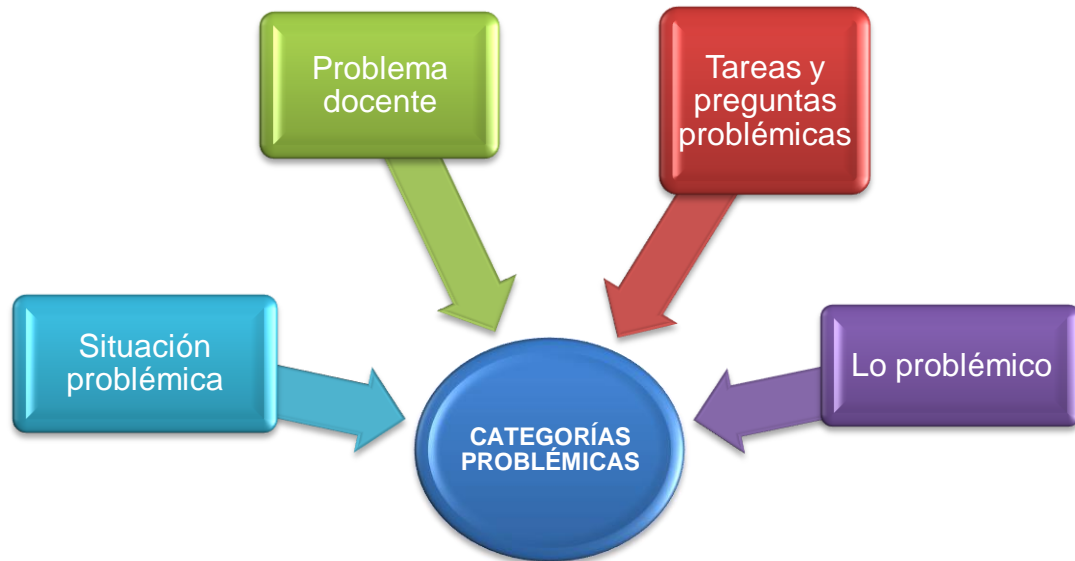 Problema
docente
Tareas y
preguntas
problémicas
Situación
problémica
Lo problémico
CATEGORÍAS
PROBLÉMICAS